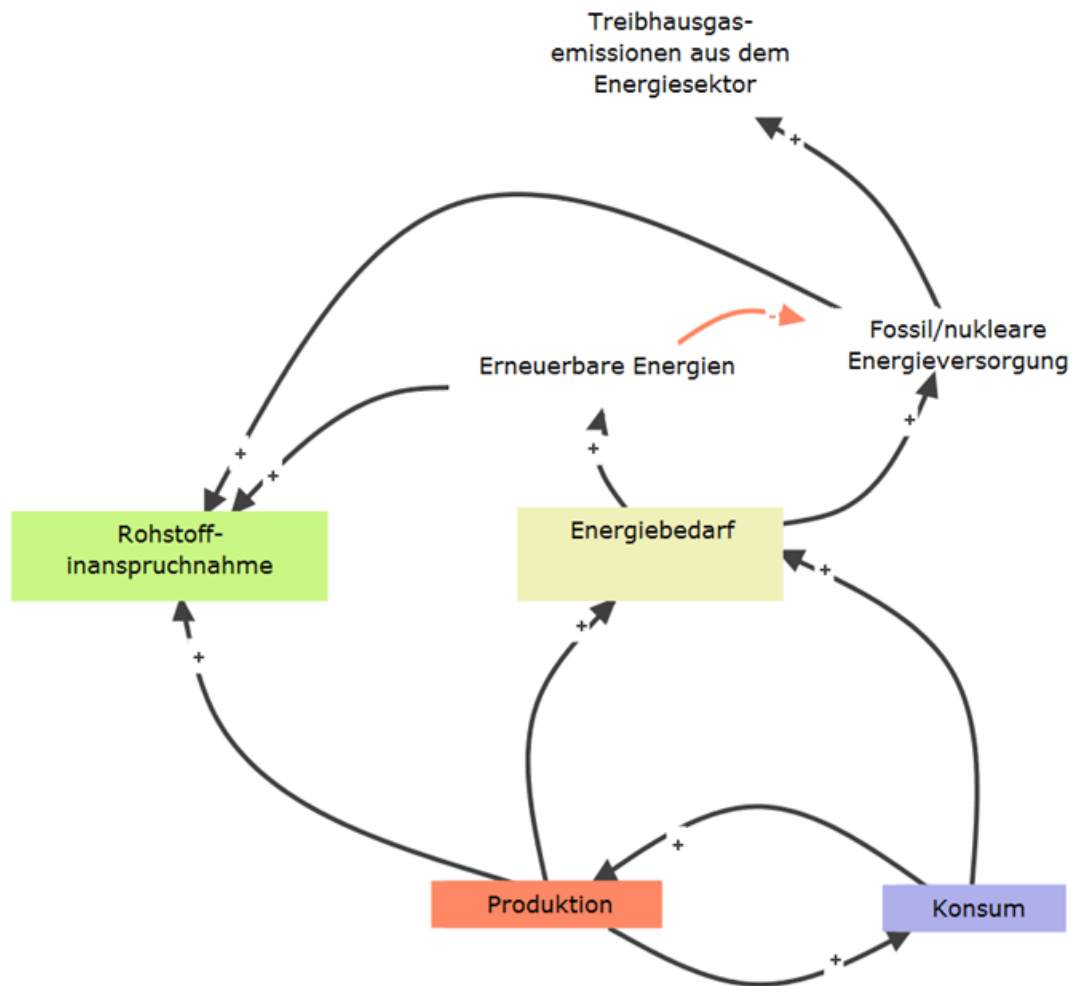 Treibhausgas-
emissionen aus dem
Energiesektor
+
Fossil/nukleare
Energieversorgung
-
Erneuerbare Energien
+
+
+
+
Rohstoff-
inanspruchnahme
Energiebedarf
+
+
+
+
Produktion
Konsum
+